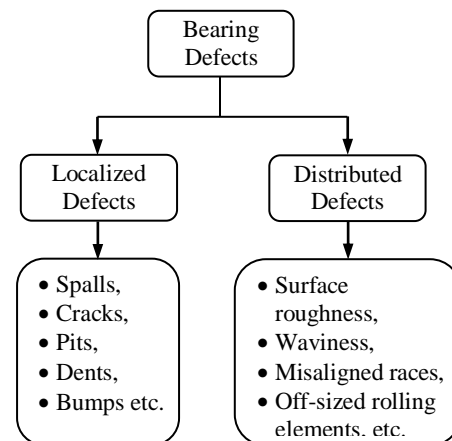 Bearing
Defects
Localized
Defects
Distributed
Defects
• Spalls,
• Cracks,
• Pits,
• Dents,
• Bumps etc.
• Surface
roughness,
• Waviness,
• Misaligned races,
• Off-sized rolling
elements, etc.